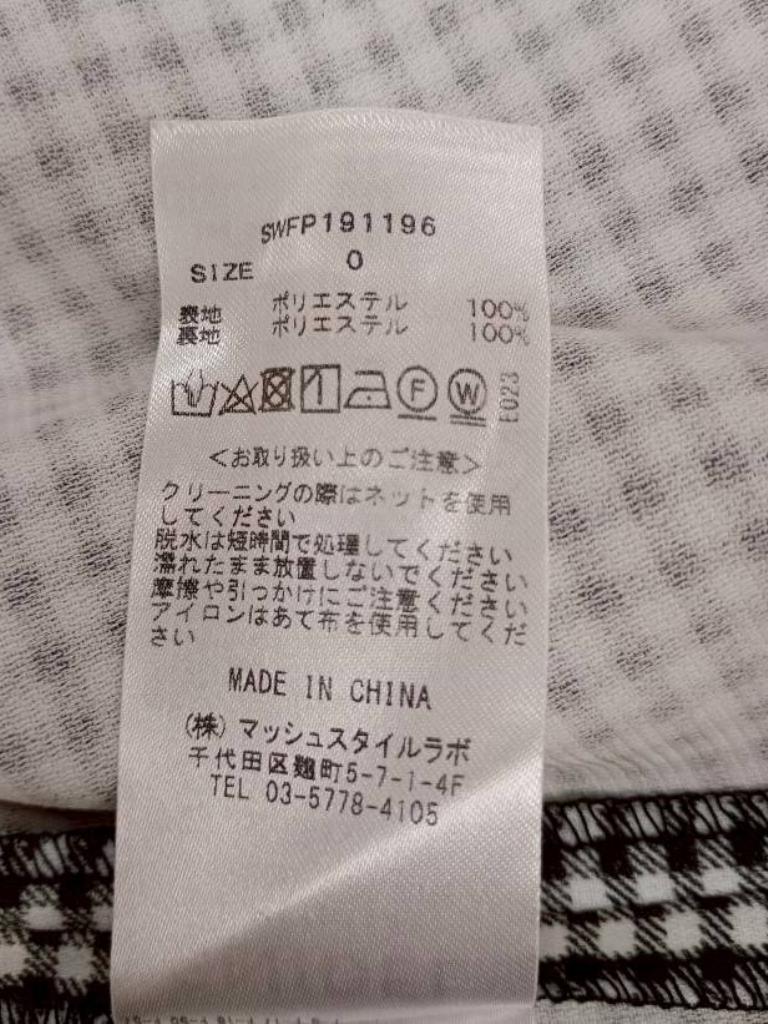 SWFP191196
SIZE 0
表地 ポリエステル 100%
裏地 ポリエステル 100%
F W E023
<お取り扱い上のご注意>
クリーニングの際はネットを使用
してください
脱水は短時間で処理してください
濡れたまま放置しないでください
摩擦や引っかけにご注意ください
アイロンはあて布を使用してくだ
さい
MADE IN CHINA
(株)マッシュスタイルラボ
千代田区麹町5-7-1-4F
TEL 03-5778-4105